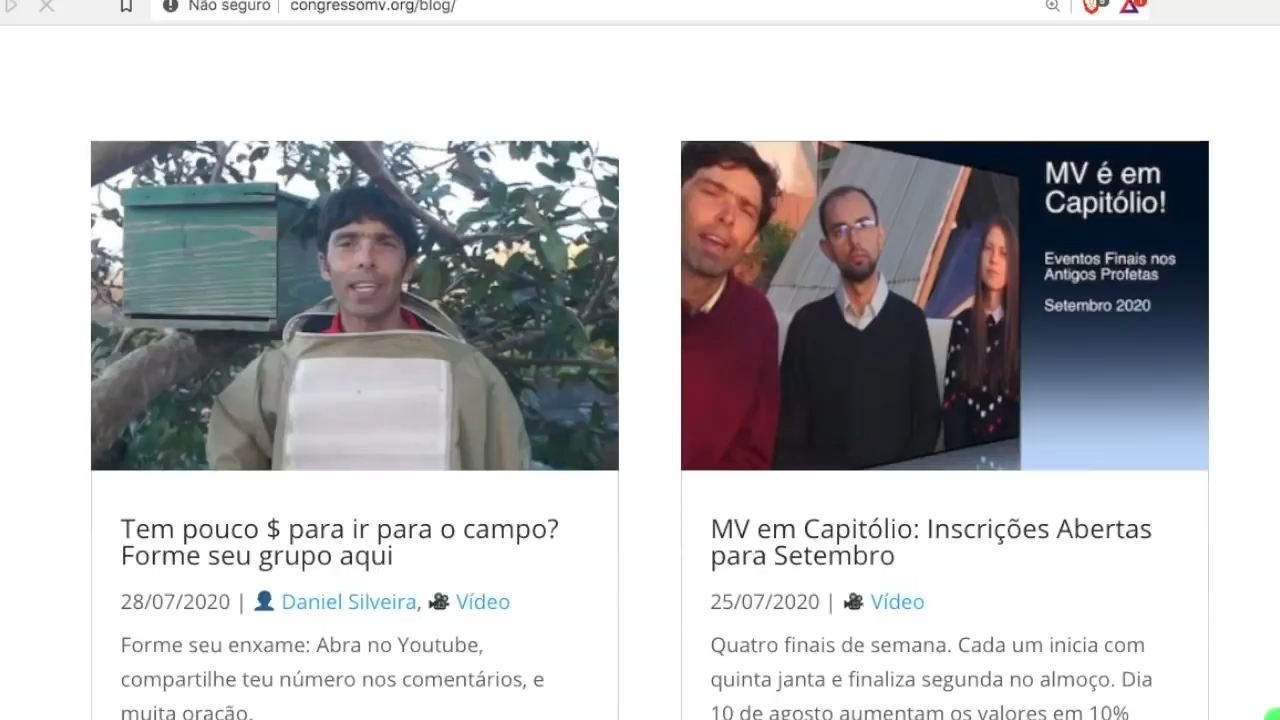 Não seguro | congressomv.org/blog/
MV é em
Capitólio!
Eventos Finais nos
Antigos Profetas
Setembro 2020
Tem pouco $ para ir para o campo?
Forme seu grupo aqui
28/07/2020 | Daniel Silveira, Vídeo
Forme seu enxame: Abra no Youtube,
compartilhe teu número nos comentários, e
muita oração.
MV em Capitólio: Inscrições Abertas
para Setembro
25/07/2020 | Vídeo
Quatro finais de semana. Cada um inicia com
quinta janta e finaliza segunda no almoço. Dia
10 de agosto aumentam os valores em 10%